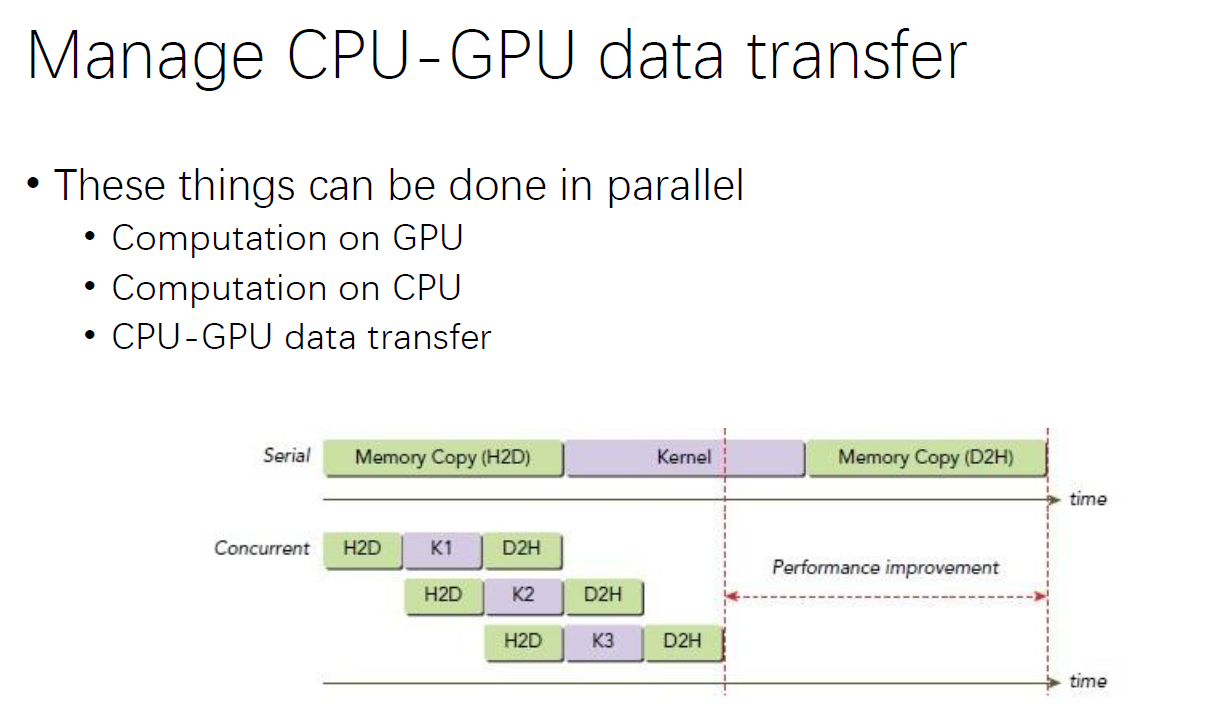 Manage CPU-GPU data transfer
• These things can be done in parallel
• Computation on GPU
• Computation on CPU
• CPU-GPU data transfer
Serial Memory Copy (H2D) Kernel Memory Copy (D2H)
time
Concurrent H2D K1 D2H
Performance improvement
H2D K2 D2H
H2D K3 D2H
time